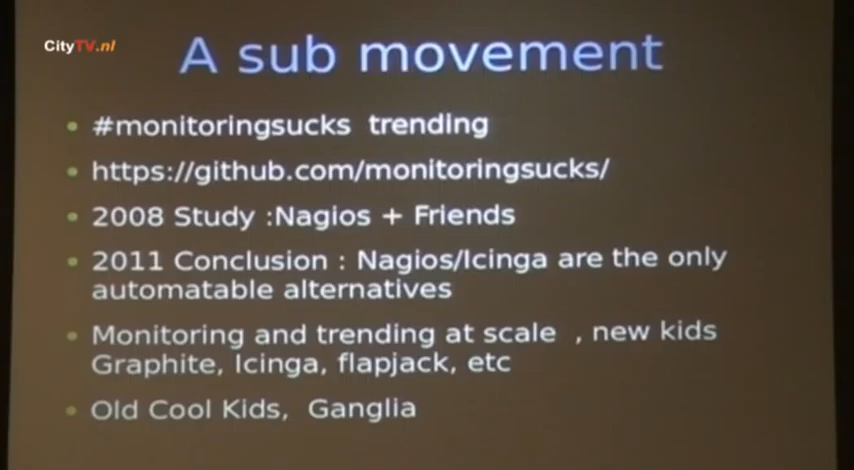 CityTV.nl
A sub movement
#monitoringsucks trending
https://github.com/monitoringsucks/
2008 Study :Nagios + Friends
2011 Conclusion : Nagios/Icinga are the only
automatable alternatives
Monitoring and trending at scale , new kids
Graphite, Icinga, flapjack, etc
Old Cool Kids, Ganglia